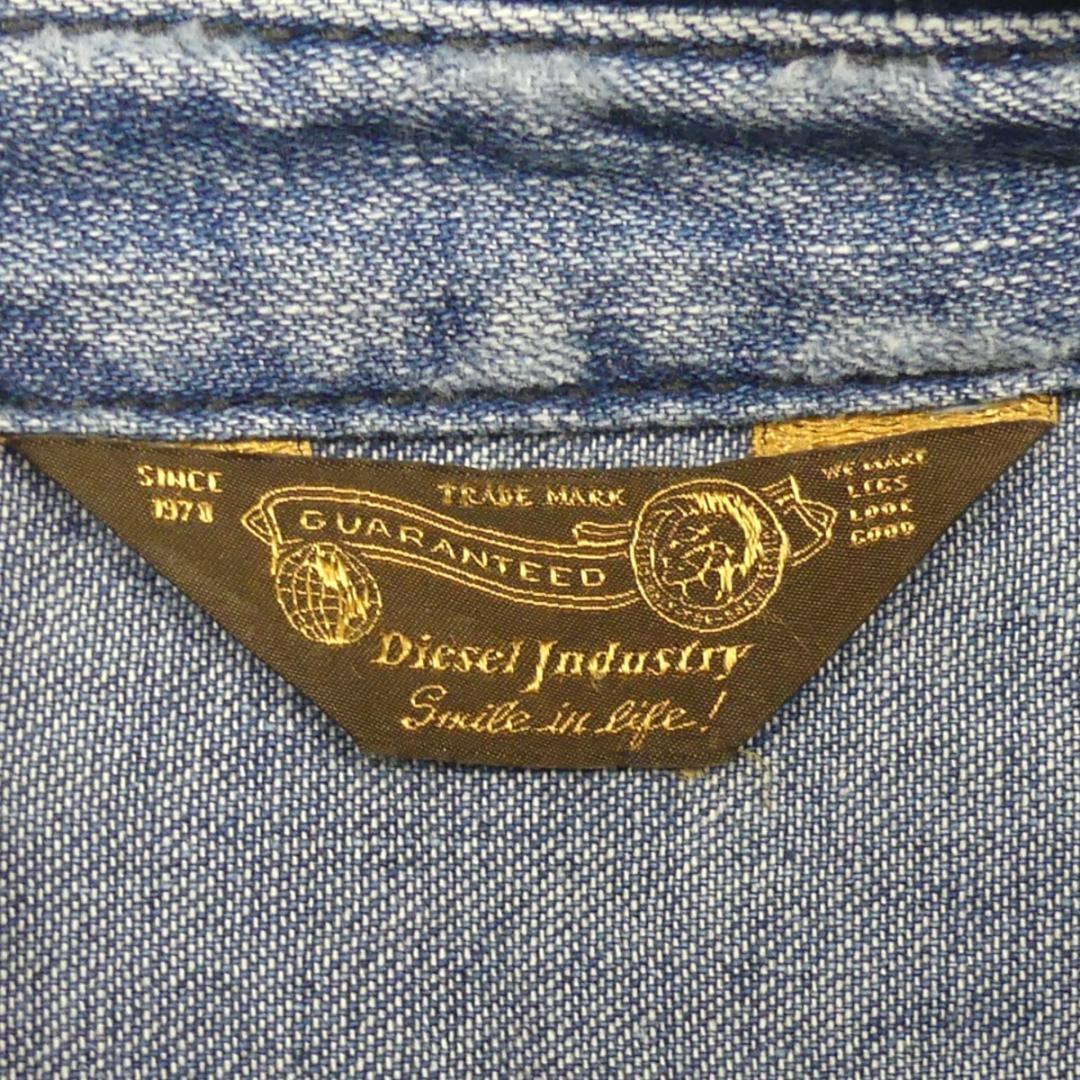 SINCE
1978
TRADE MARK
GUARANTEED
WE MAKE
LEGS
LOOK
GOOD
Diesel Industry
Smile in life!